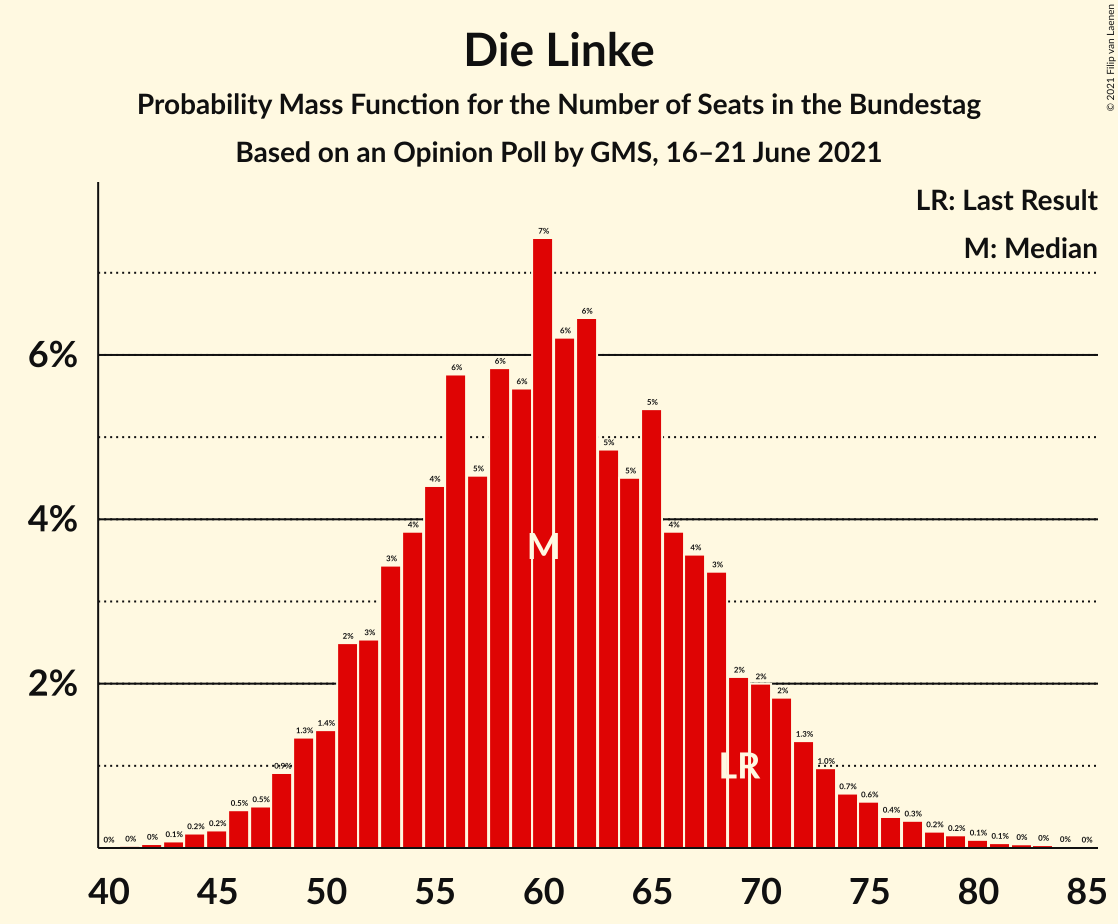 Die Linke
Probability Mass Function for the Number of Seats in the Bundestag
Based on an Opinion Poll by GMS, 16–21 June 2021
© 2021 Filip van Laenen
LR: Last Result
M: Median
6%
4%
2%
0% 0% 0% 0.1% 0.2% 0.2% 0.5% 0.5% 0.9% 1.3% 1.4% 2% 3% 3% 4% 4% 6% 5% 6% 6% 7% 6% 6% 5% 5% 5% 4% 4% 3% 2% 2% 2% 1.3% 1.0% 0.7% 0.6% 0.4% 0.3% 0.2% 0.2% 0.1% 0.1% 0% 0% 0% 0%
M
LR
40 45 50 55 60 65 70 75 80 85